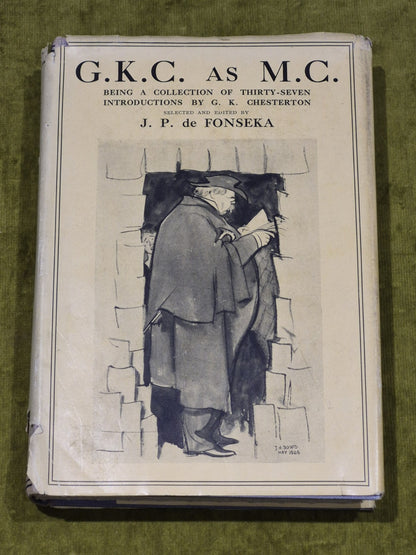 G.K.C. AS M.C.
BEING A COLLECTION OF THIRTY-SEVEN
INTRODUCTIONS BY G. K. CHESTERTON
SELECTED AND EDITED BY
J. P. de FONSEKA